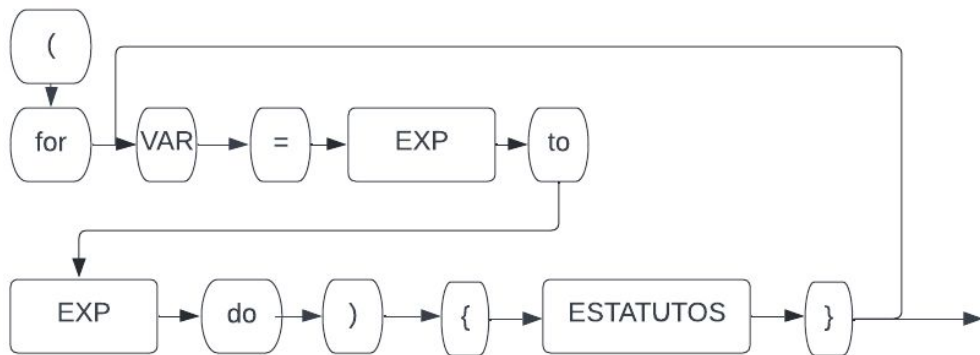 (
for VAR = EXP to
EXP do ) { ESTATUTOS }